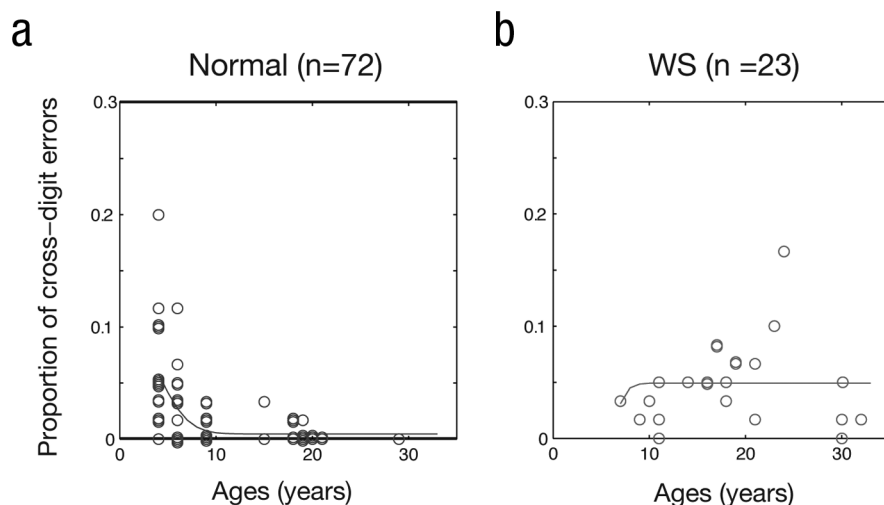 a
b
Normal (n=72)
WS (n =23)
Proportion of cross-digit errors
0.3
0.2
0.1
0
0
10
20
30
Ages (years)
0.3
0.2
0.1
0
0
10
20
30
Ages (years)